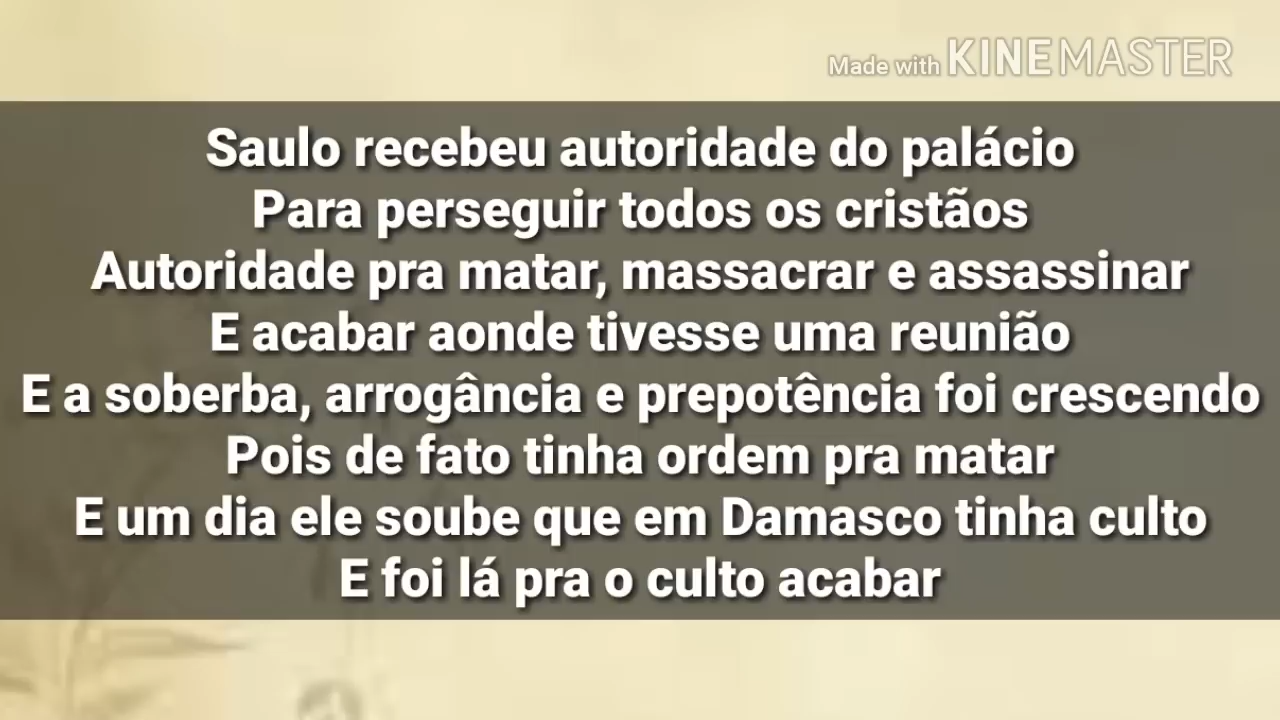 Made with KINEMASTER
Saulo recebeu autoridade do palácio
Para perseguir todos os cristãos
Autoridade pra matar, massacrar e assassinar
E acabar aonde tivesse uma reunião
E a soberba, arrogância e prepotência foi crescendo
Pois de fato tinha ordem pra matar
E um dia ele soube que em Damasco tinha culto
E foi lá pra o culto acabar